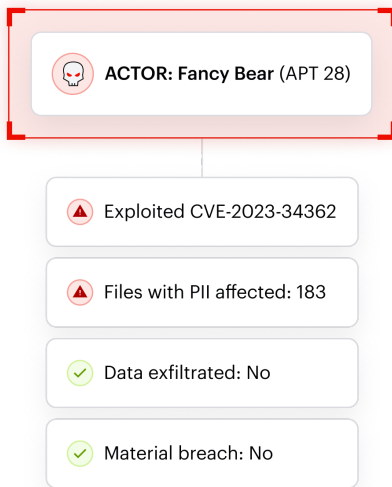 ACTOR: Fancy Bear (APT 28)
Exploited CVE-2023-34362
Files with PII affected: 183
Data exfiltrated: No
Material breach: No